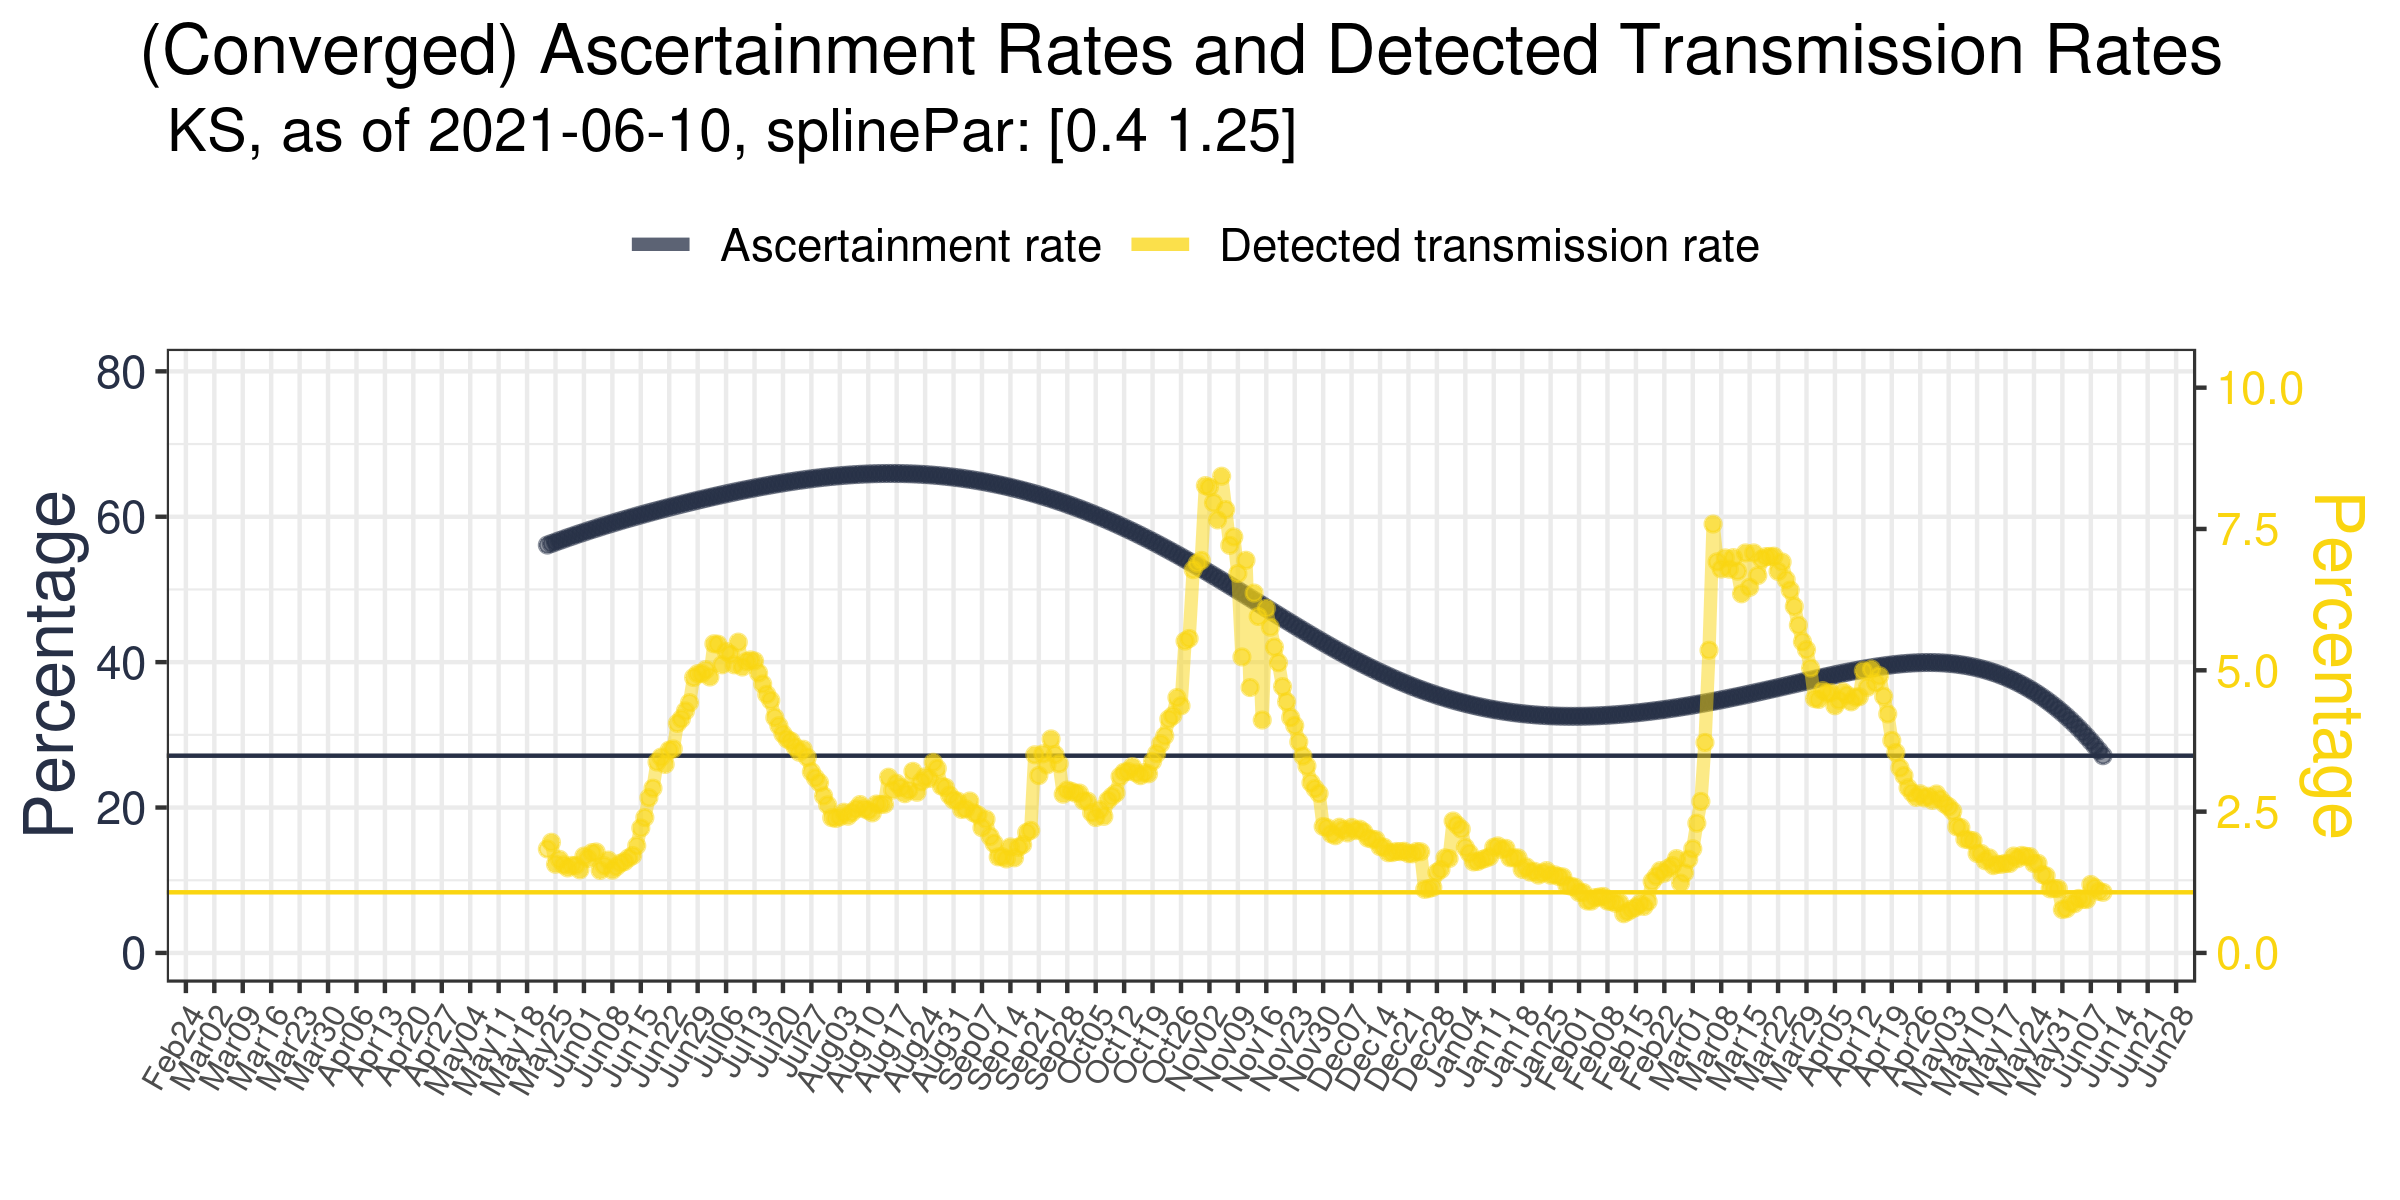 (Converged) Ascertainment Rates and Detected Transmission Rates
KS, as of 2021-06-10, splinePar: [0.4 1.25]
Ascertainment rate Detected transmission rate
Percentage
80
60
40
20
0
10.0
7.5
5.0
2.5
0.0
Percentage
Feb24 Mar02 Mar09 Mar16 Mar23 Mar30 Apr06 Apr13 Apr20 Apr27 May04 May11 May18 May25 Jun01 Jun08 Jun15 Jun22 Jun29 Jul06 Jul13 Jul20 Jul27 Aug03 Aug10 Aug17 Aug24 Aug31 Sep07 Sep14 Sep21 Sep28 Oct05 Oct12 Oct19 Oct26 Nov02 Nov09 Nov16 Nov23 Nov30 Dec07 Dec14 Dec21 Dec28 Jan04 Jan11 Jan18 Jan25 Feb01 Feb08 Feb15 Feb22 Mar01 Mar08 Mar15 Mar22 Mar29 Apr05 Apr12 Apr19 Apr26 May03 May10 May17 May24 May31 Jun07 Jun14 Jun21 Jun28